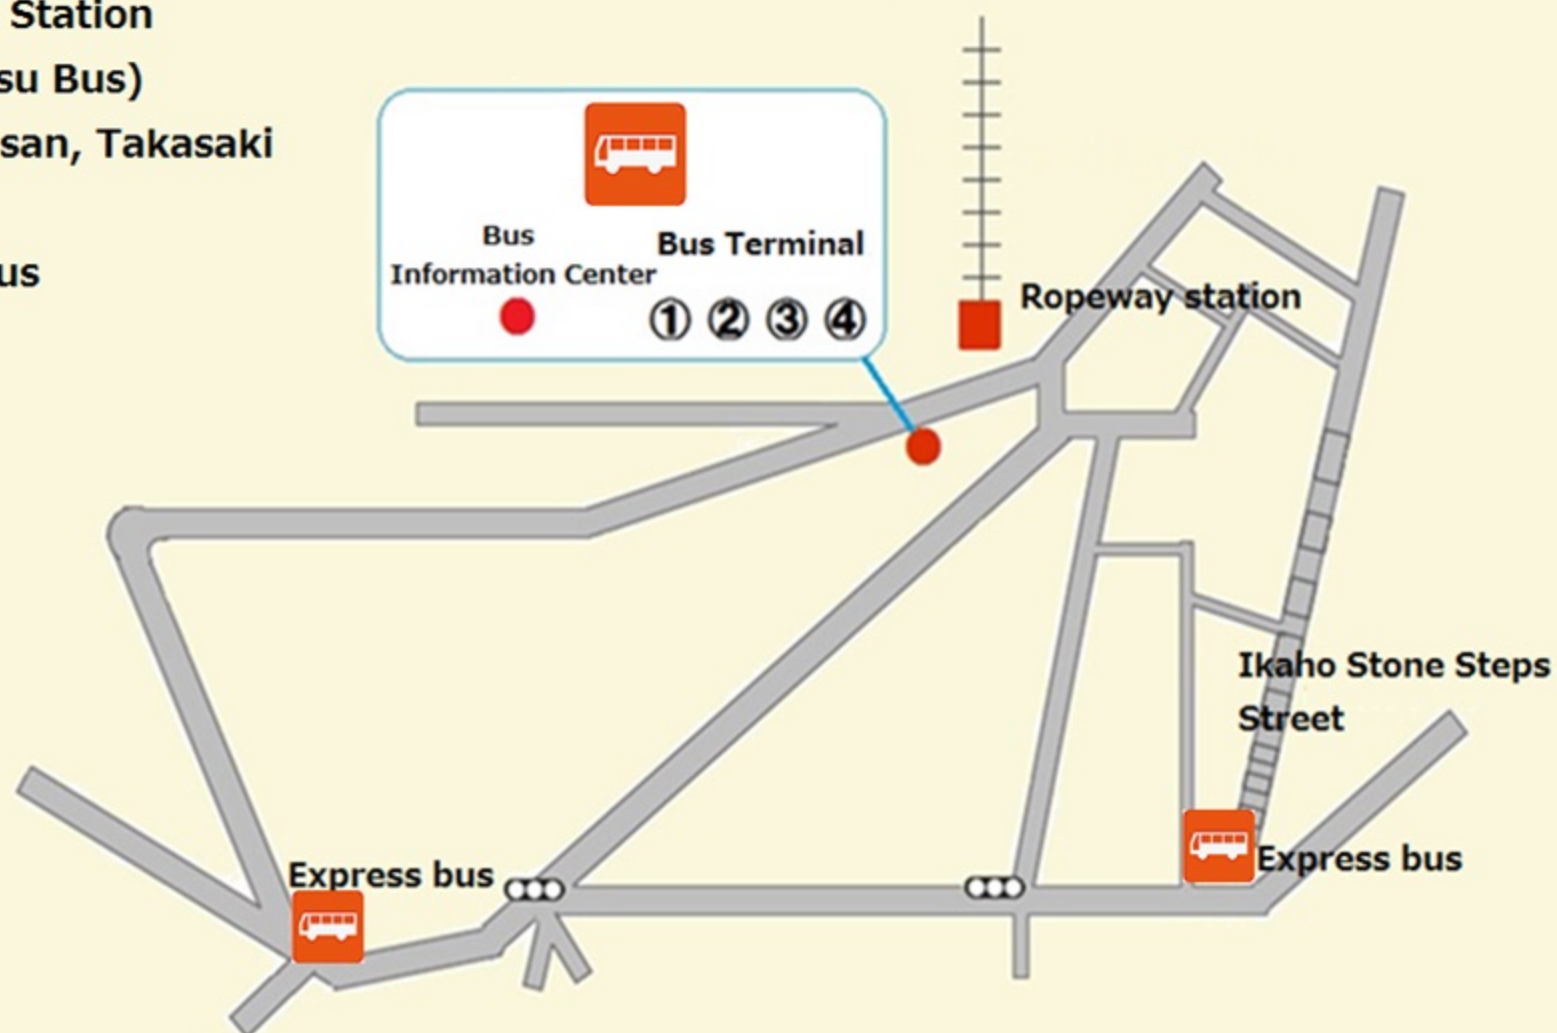 Station
su Bus)
san, Takasaki
us
Bus
Information Center
Bus Terminal
① ② ③ ④
Ropeway station
Ikaho Stone Steps
Street
Express bus
Express bus